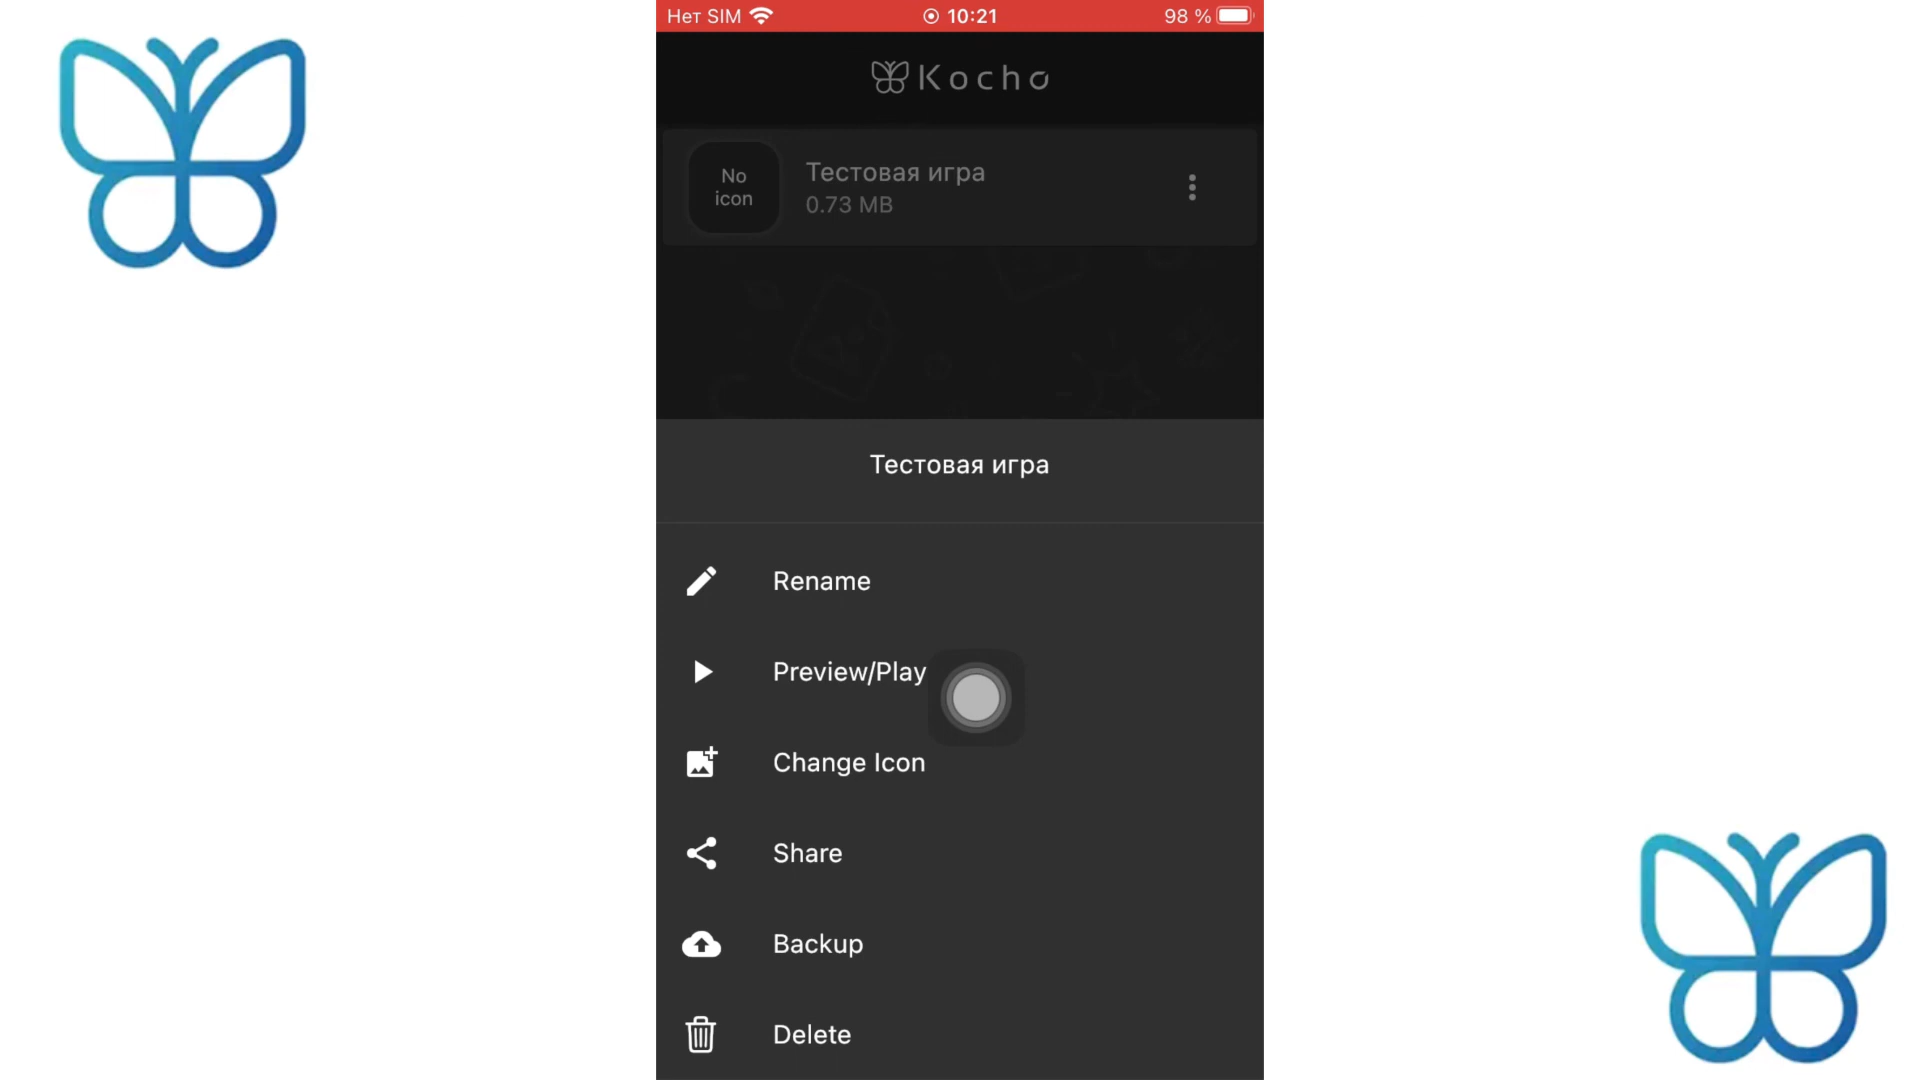 Нет SIM 10:21 98 %
Kocho
No
icon
Тестовая игра
0.73 MB
Тестовая игра
Rename
Preview/Play
Change Icon
Share
Backup
Delete